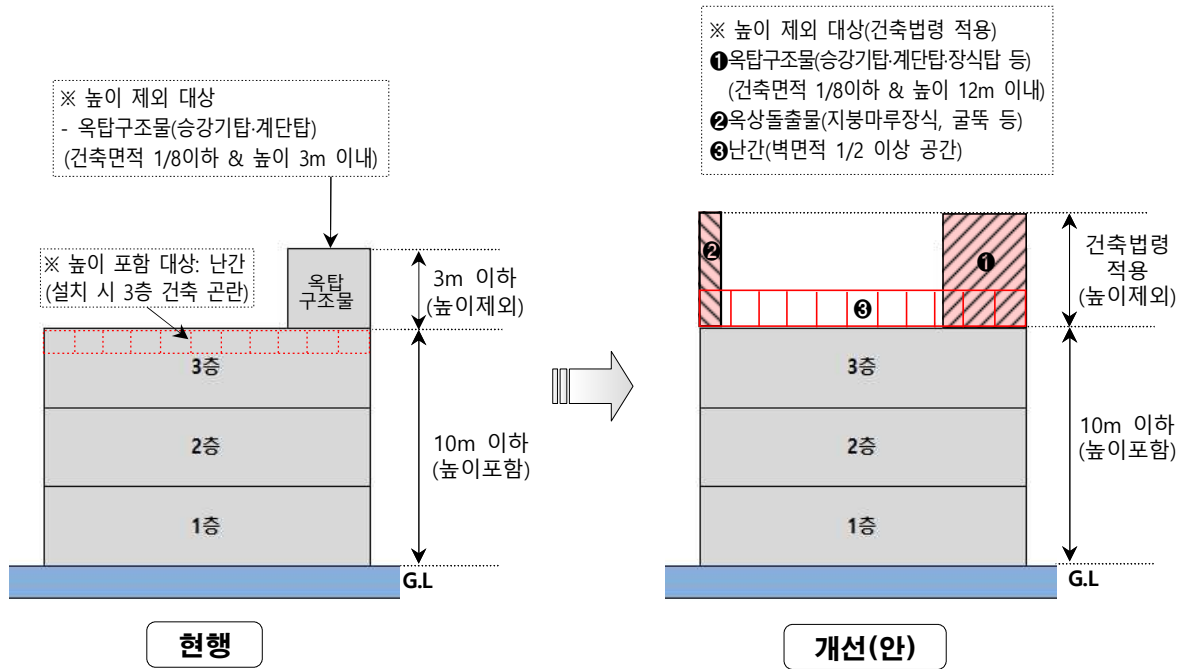 ※ 높이 제외 대상
- 옥탑구조물(승강기탑·계단탑)
(건축면적 1/8이하 & 높이 3m 이내)
※ 높이 포함 대상: 난간
(설치 시 3층 건축 곤란)
옥탑
구조물
3m 이하
(높이제외)
3층
2층
1층
10m 이하
(높이포함)
G.L
현행
※ 높이 제외 대상(건축법령 적용)
❶옥탑구조물(승강기탑·계단탑·장식탑 등)
(건축면적 1/8이하 & 높이 12m 이내)
❷옥상돌출물(지붕마루장식, 굴뚝 등)
❸난간(벽면적 1/2 이상 공간)
❷
❶
❸
건축법령
적용
(높이제외)
3층
2층
1층
10m 이하
(높이포함)
G.L
개선(안)